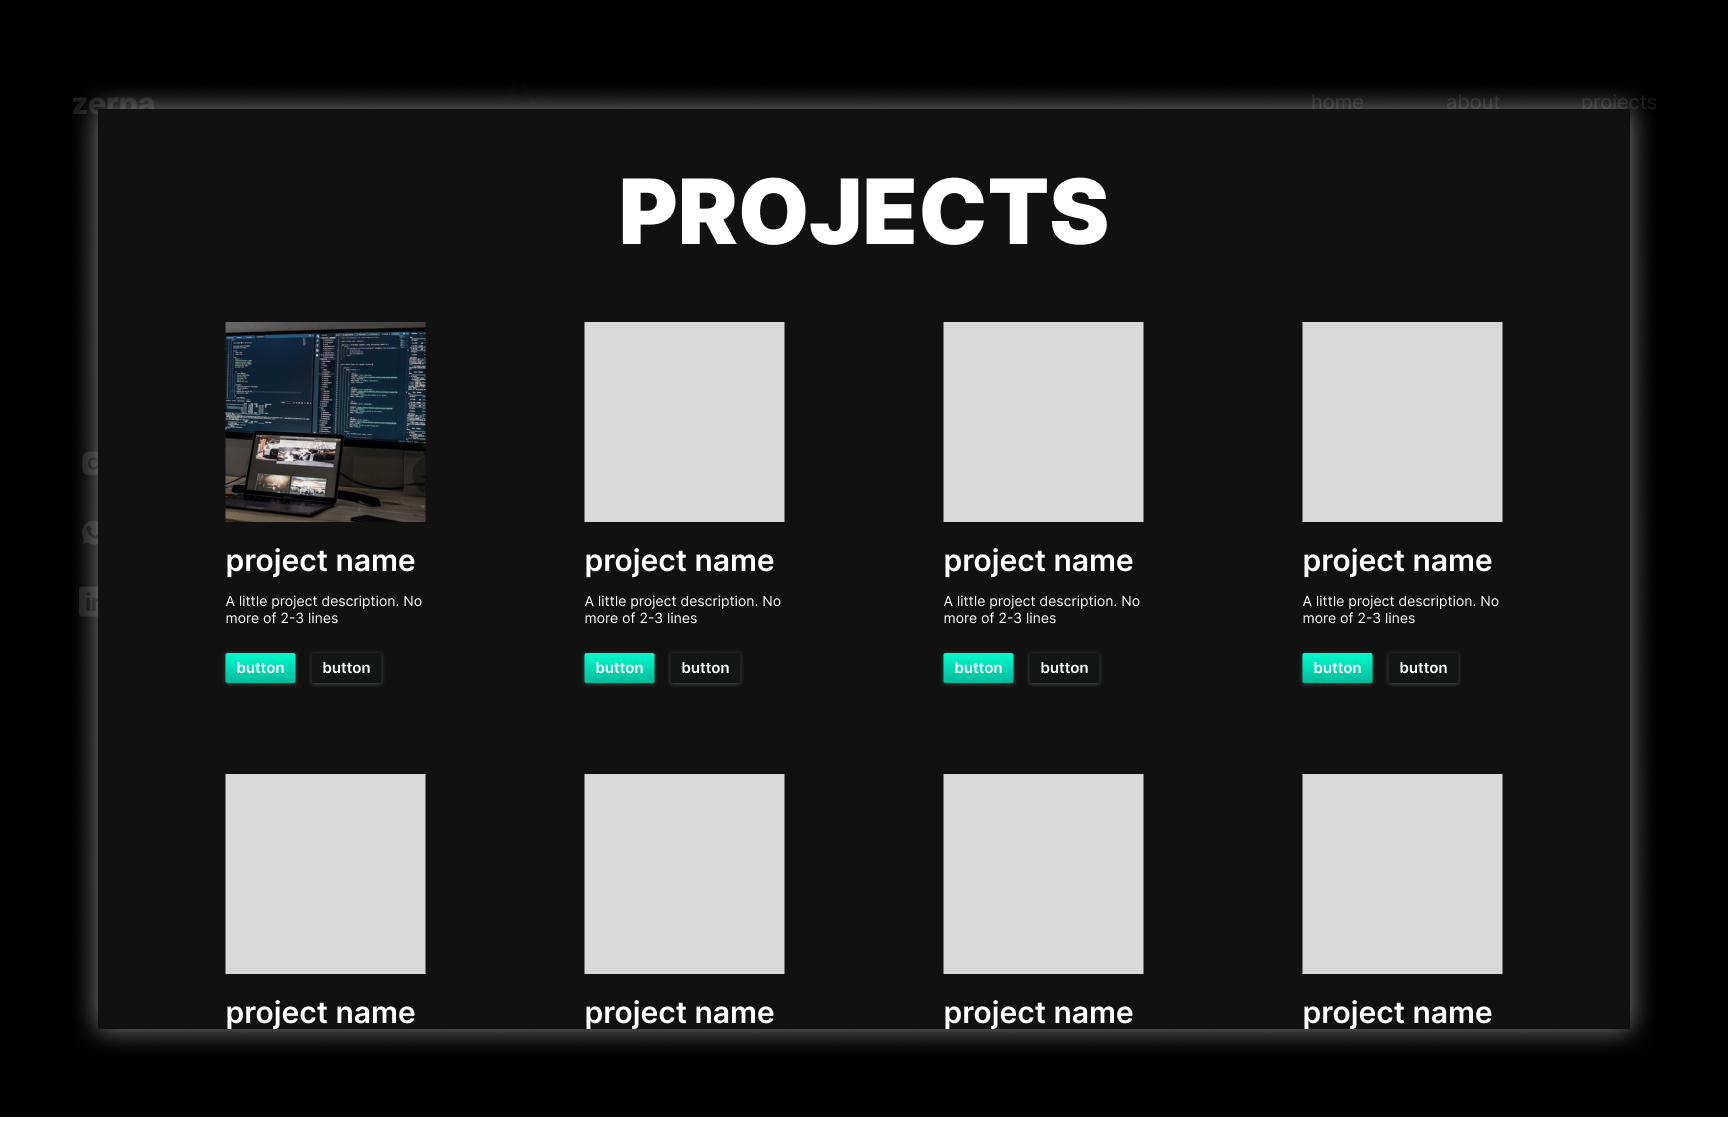 zerpa
home about projects
PROJECTS
project name project name project name project name
A little project description. No A little project description. No A little project description. No A little project description. No
more of 2-3 lines more of 2-3 lines more of 2-3 lines more of 2-3 lines
button button button button button button button button
project name project name project name project name